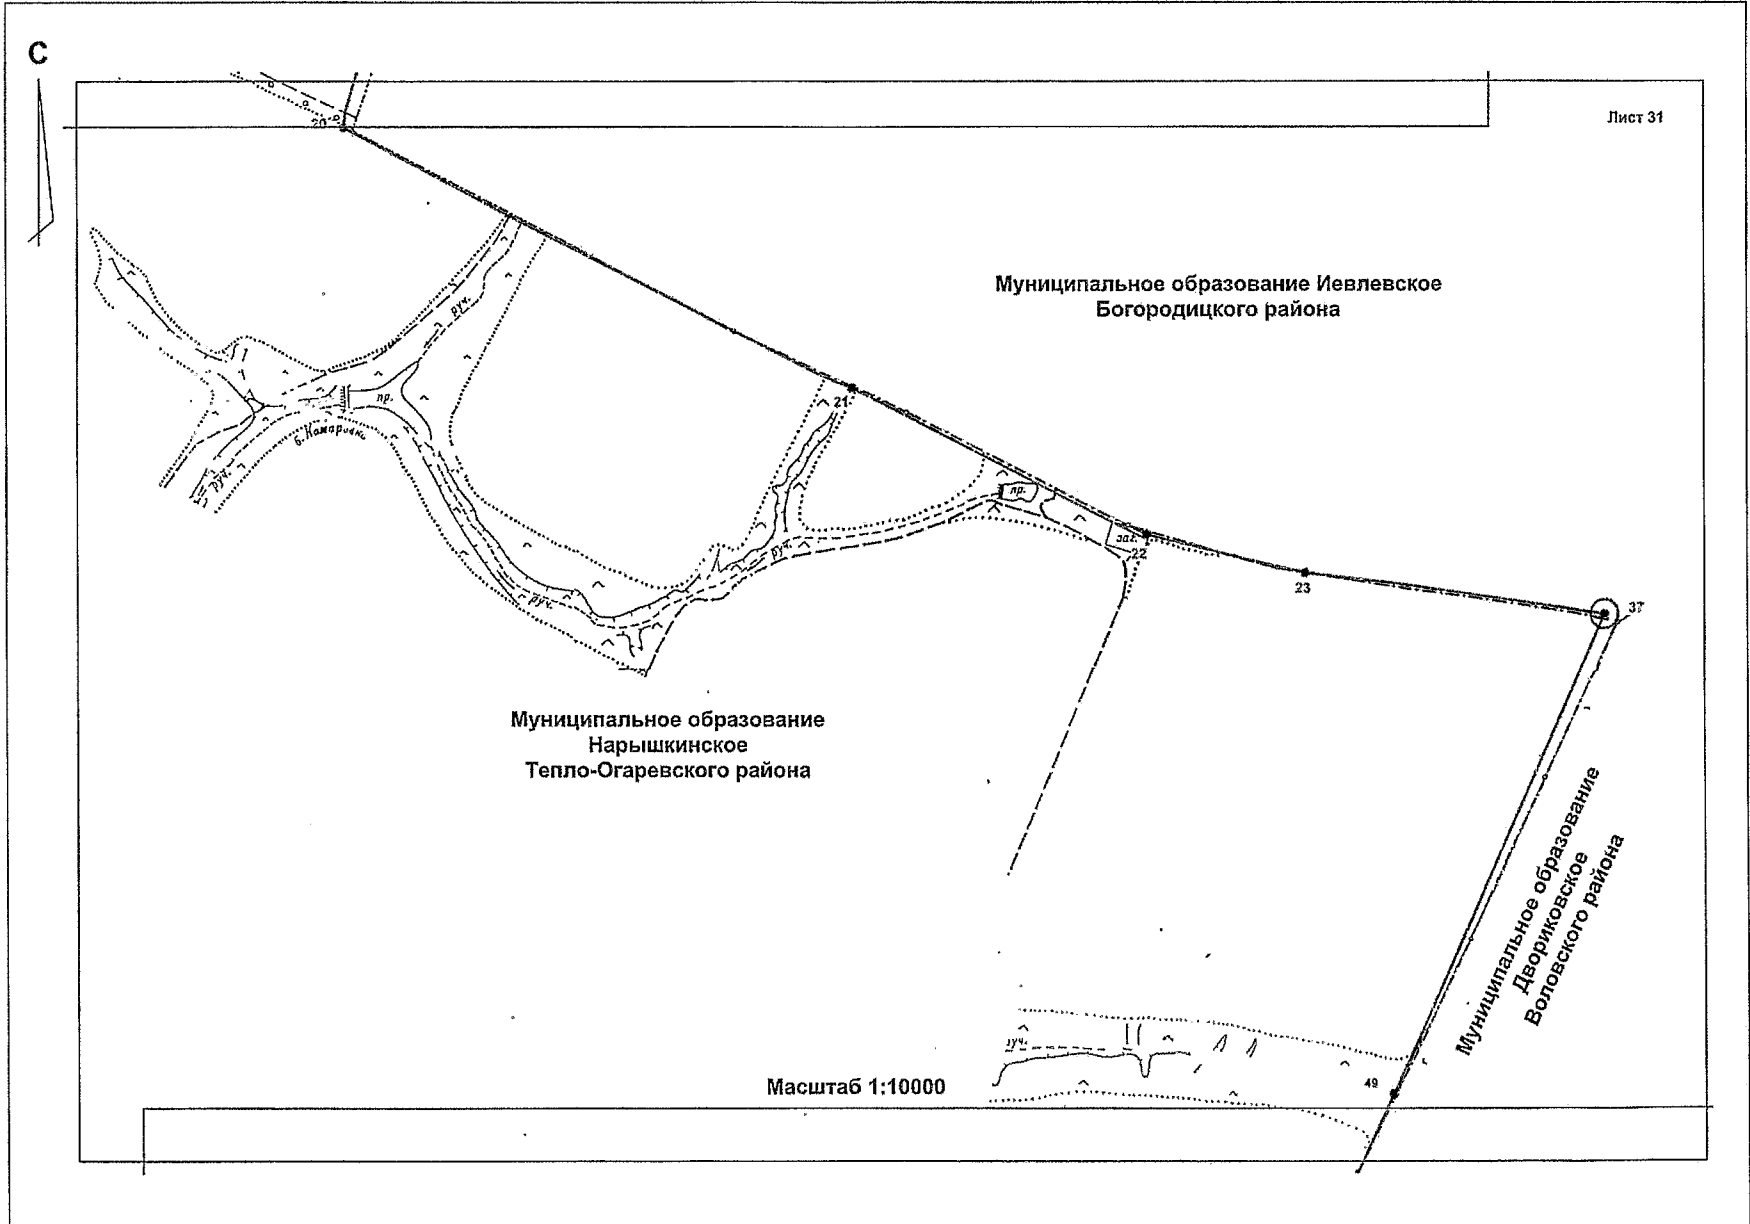 С
Лист 31
20
Муниципальное образование Иевлевское
Богородицкого района
руч.
пр.
21
б. Комаровка
руч.
пр.
заг.
22
руч.
23
руч.
37
Муниципальное образование
Нарышкинское
Тепло-Огаревского района
Муниципальное образование
Двориковское
Воловского района
руч.
49
Масштаб 1:10000